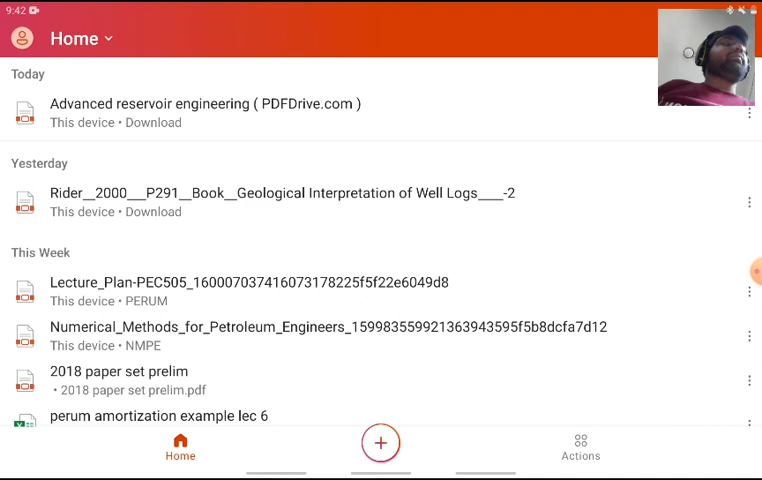 9:42
Home
Today
Advanced reservoir engineering ( PDFDrive.com )
This device • Download
Yesterday
Rider__2000___P291__Book__Geological Interpretation of Well Logs____-2
This device • Download
This Week
Lecture_Plan-PEC505_160007037416073178225f5f22e6049d8
This device • PERUM
Numerical_Methods_for_Petroleum_Engineers_159983559921363943595f5b8dcfa7d12
This device • NMPE
2018 paper set prelim
• 2018 paper set prelim.pdf
perum amortization example lec 6
Home
Actions